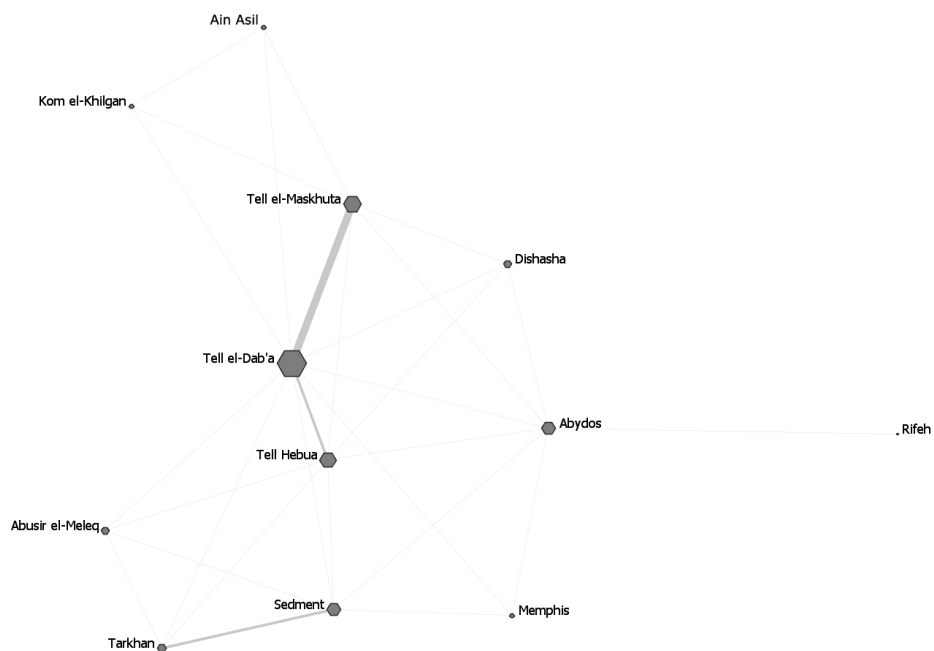 Ain Asil
Kom el-Khilgan
Tell el-Maskhuta
Dishasha
Tell el-Dab'a
Abydos
Rifeh
Tell Hebua
Abusir el-Meleq
Sedment
Memphis
Tarkhan